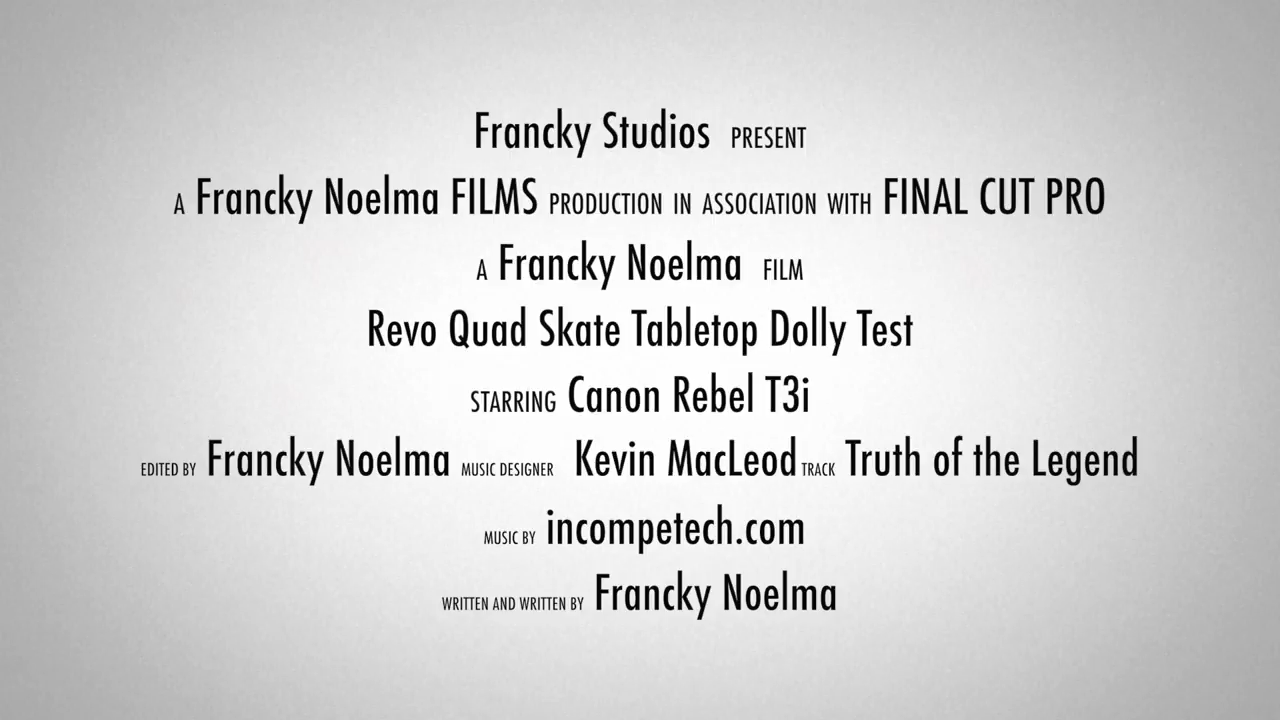 Francky Studios PRESENT
A Francky Noelma FILMS PRODUCTION IN ASSOCIATION WITH FINAL CUT PRO
A Francky Noelma FILM
Revo Quad Skate Tabletop Dolly Test
STARRING Canon Rebel T3i
EDITED BY Francky Noelma MUSIC DESIGNER Kevin MacLeod TRACK Truth of the Legend
MUSIC BY incompetech.com
WRITTEN AND WRITTEN BY Francky Noelma